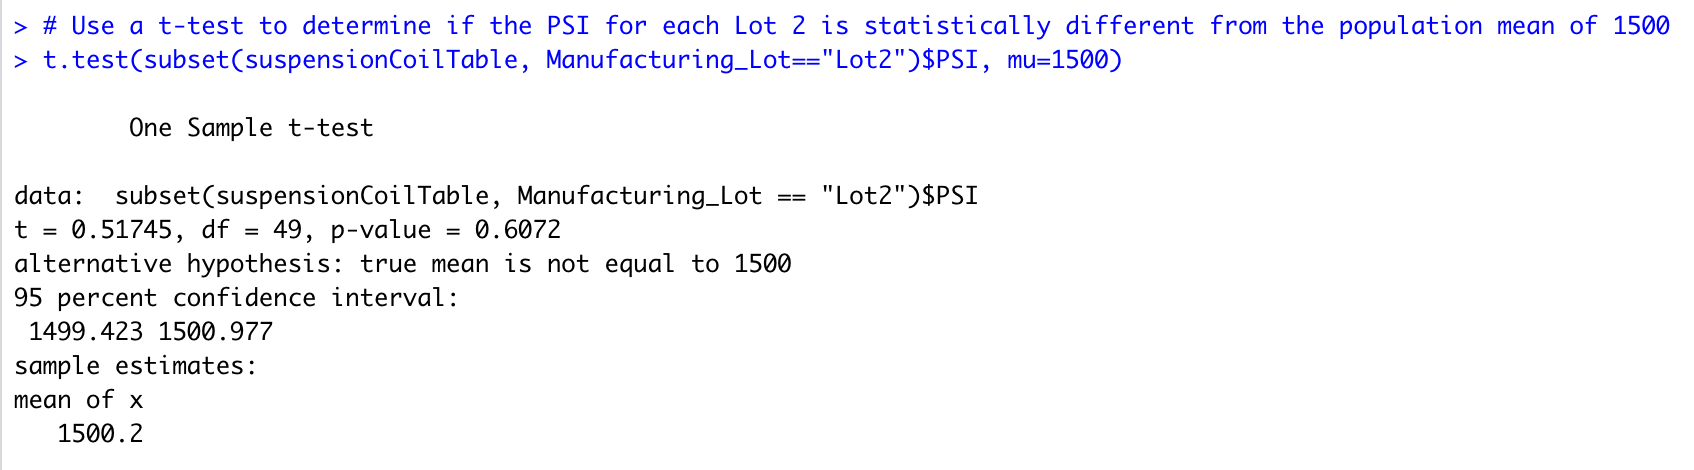 > # Use a t-test to determine if the PSI for each Lot 2 is statistically different from the population mean of 1500
> t.test(subset(suspensionCoilTable, Manufacturing_Lot=="Lot2")$PSI, mu=1500)
One Sample t-test
data:  subset(suspensionCoilTable, Manufacturing_Lot == "Lot2")$PSI
t = 0.51745, df = 49, p-value = 0.6072
alternative hypothesis: true mean is not equal to 1500
95 percent confidence interval:
1499.423 1500.977
sample estimates:
mean of x
1500.2